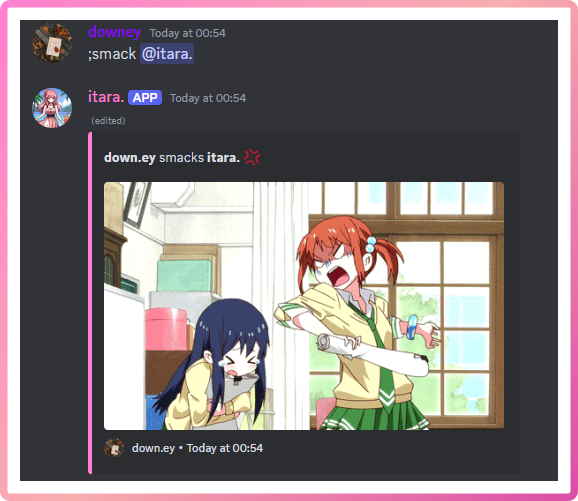 downey Today at 00:54
;smack @itara.
itara. APP Today at 00:54
(edited)
down.ey smacks itara. 💢
down.ey • Today at 00:54